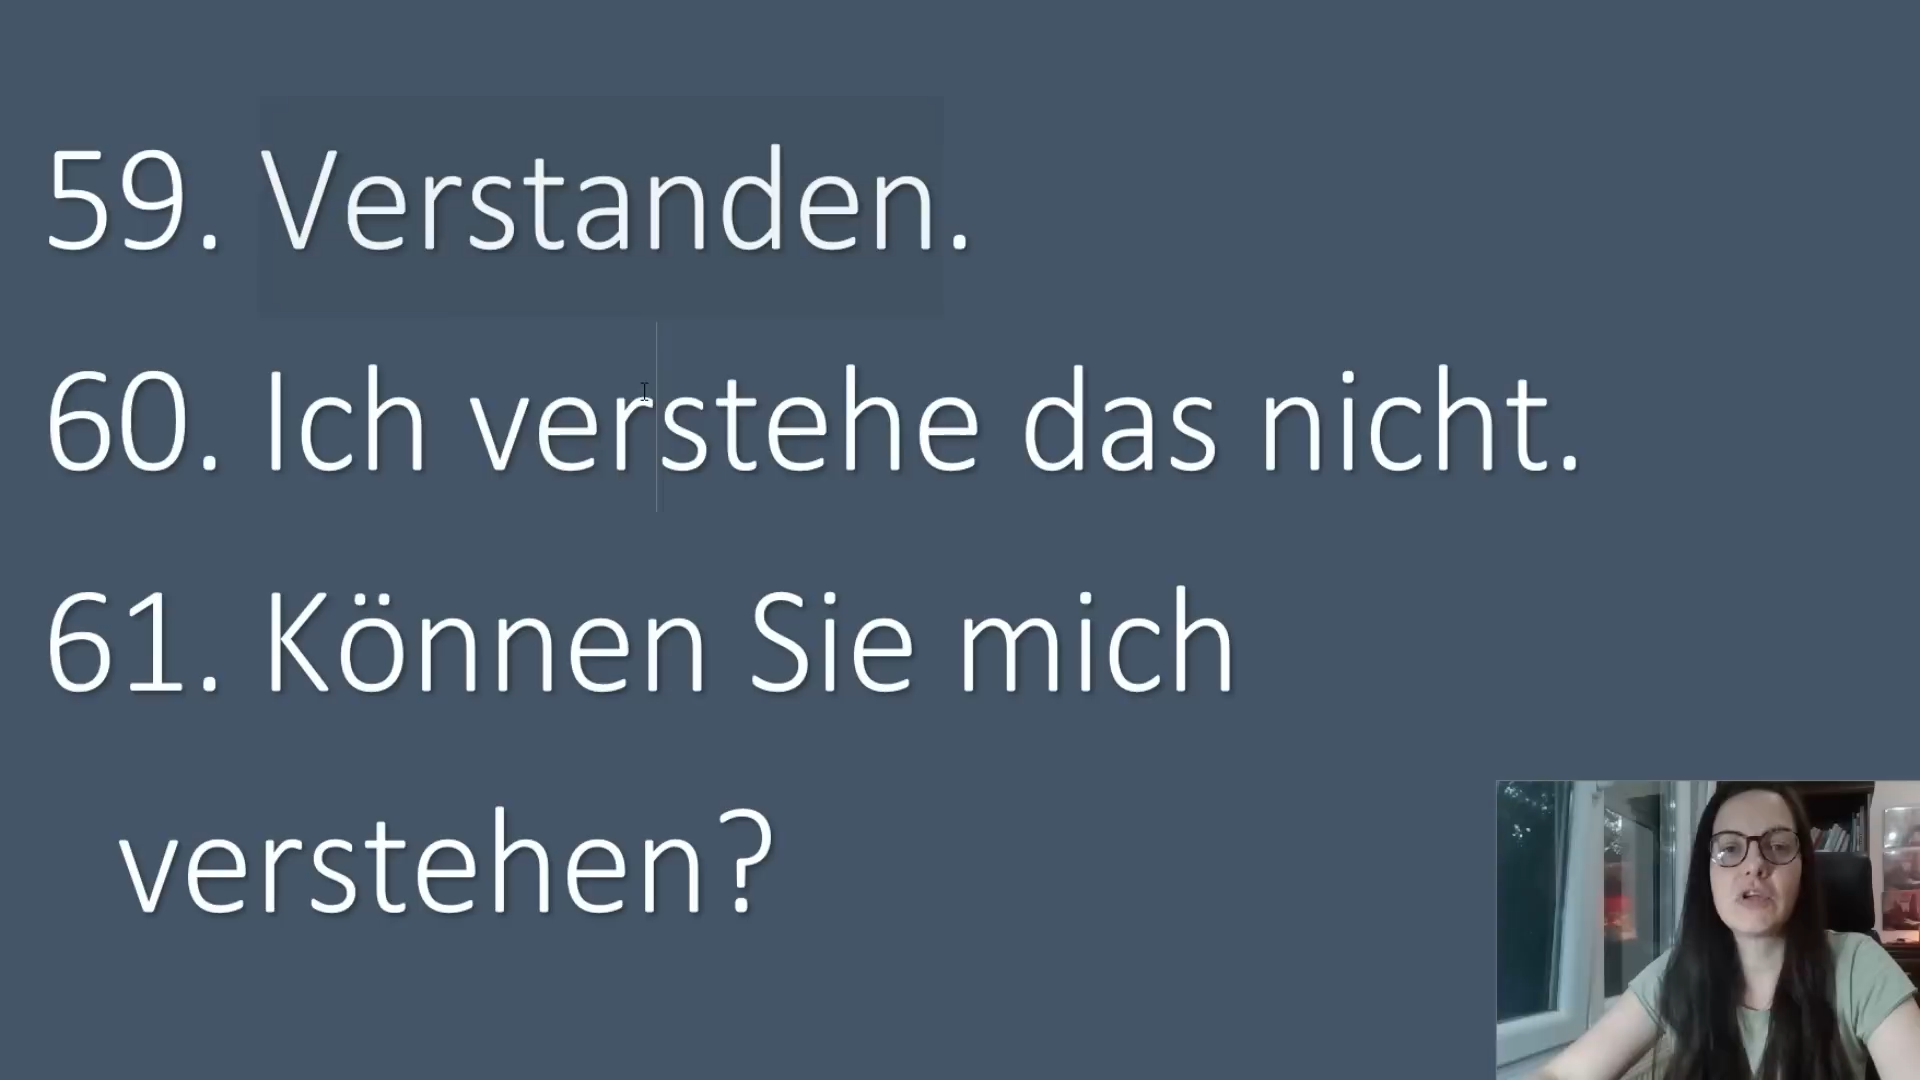 59. Verstanden.
60. Ich verstehe das nicht.
61. Können Sie mich
verstehen?